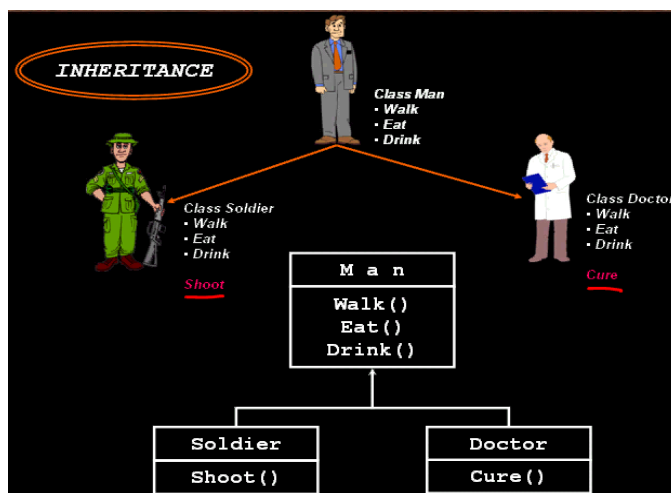 INHERITANCE
Class Man
▪ Walk
▪ Eat
▪ Drink
Class Soldier
▪ Walk
▪ Eat
▪ Drink
Shoot
Class Doctor
▪ Walk
▪ Eat
▪ Drink
Cure
M a n
Walk()
Eat()
Drink()
Soldier
Shoot()
Doctor
Cure()